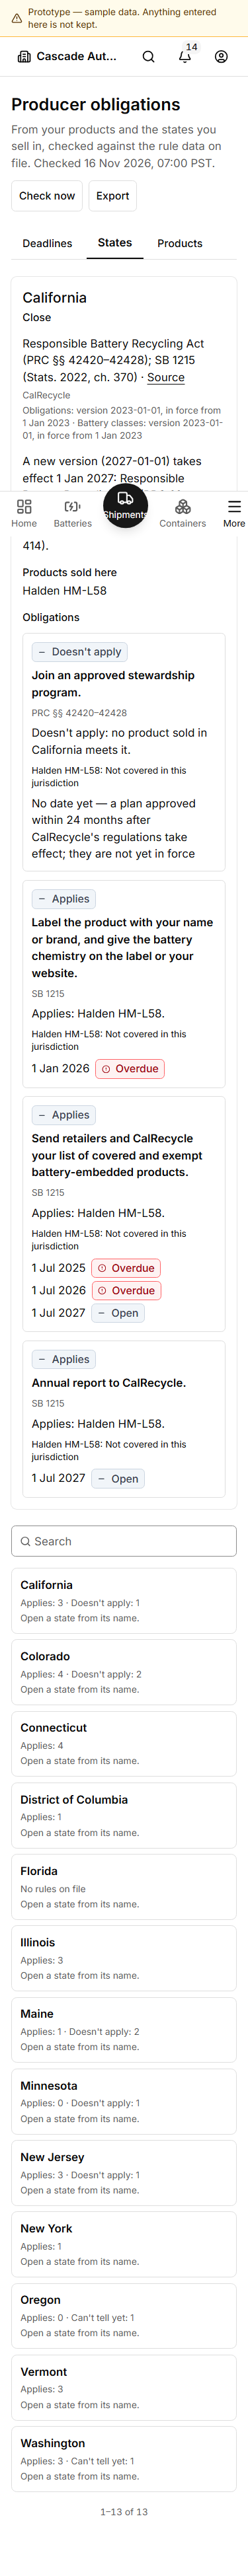 Prototype — sample data. Anything entered
here is not kept.
Cascade Aut...
14
Producer obligations
From your products and the states you
sell in, checked against the rule data on
file. Checked 16 Nov 2026, 07:00 PST.
Check now
Export
Deadlines
States
Products
California
Close
Responsible Battery Recycling Act
(PRC §§ 42420–42428); SB 1215
(Stats. 2022, ch. 370) · Source
CalRecycle
Obligations: version 2023-01-01, in force from
1 Jan 2023 · Battery classes: version 2023-01-
01, in force from 1 Jan 2023
A new version (2027-01-01) takes
effect 1 Jan 2027: Responsible
Home
Batteries
Shipments
Containers
More
414).
Products sold here
Halden HM-L58
Obligations
Doesn't apply
Join an approved stewardship
program.
PRC §§ 42420–42428
Doesn't apply: no product sold in
California meets it.
Halden HM-L58: Not covered in this
jurisdiction
No date yet — a plan approved
within 24 months after
CalRecycle's regulations take
effect; they are not yet in force
Applies
Label the product with your name
or brand, and give the battery
chemistry on the label or your
website.
SB 1215
Applies: Halden HM-L58.
Halden HM-L58: Not covered in this
jurisdiction
1 Jan 2026
Overdue
Applies
Send retailers and CalRecycle
your list of covered and exempt
battery-embedded products.
SB 1215
Applies: Halden HM-L58.
Halden HM-L58: Not covered in this
jurisdiction
1 Jul 2025
Overdue
1 Jul 2026
Overdue
1 Jul 2027
Open
Applies
Annual report to CalRecycle.
SB 1215
Applies: Halden HM-L58.
Halden HM-L58: Not covered in this
jurisdiction
1 Jul 2027
Open
Search
California
Applies: 3 · Doesn't apply: 1
Open a state from its name.
Colorado
Applies: 4 · Doesn't apply: 2
Open a state from its name.
Connecticut
Applies: 4
Open a state from its name.
District of Columbia
Applies: 1
Open a state from its name.
Florida
No rules on file
Open a state from its name.
Illinois
Applies: 3
Open a state from its name.
Maine
Applies: 1 · Doesn't apply: 2
Open a state from its name.
Minnesota
Applies: 0 · Doesn't apply: 1
Open a state from its name.
New Jersey
Applies: 3 · Doesn't apply: 1
Open a state from its name.
New York
Applies: 1
Open a state from its name.
Oregon
Applies: 0 · Can't tell yet: 1
Open a state from its name.
Vermont
Applies: 3
Open a state from its name.
Washington
Applies: 3 · Can't tell yet: 1
Open a state from its name.
1–13 of 13